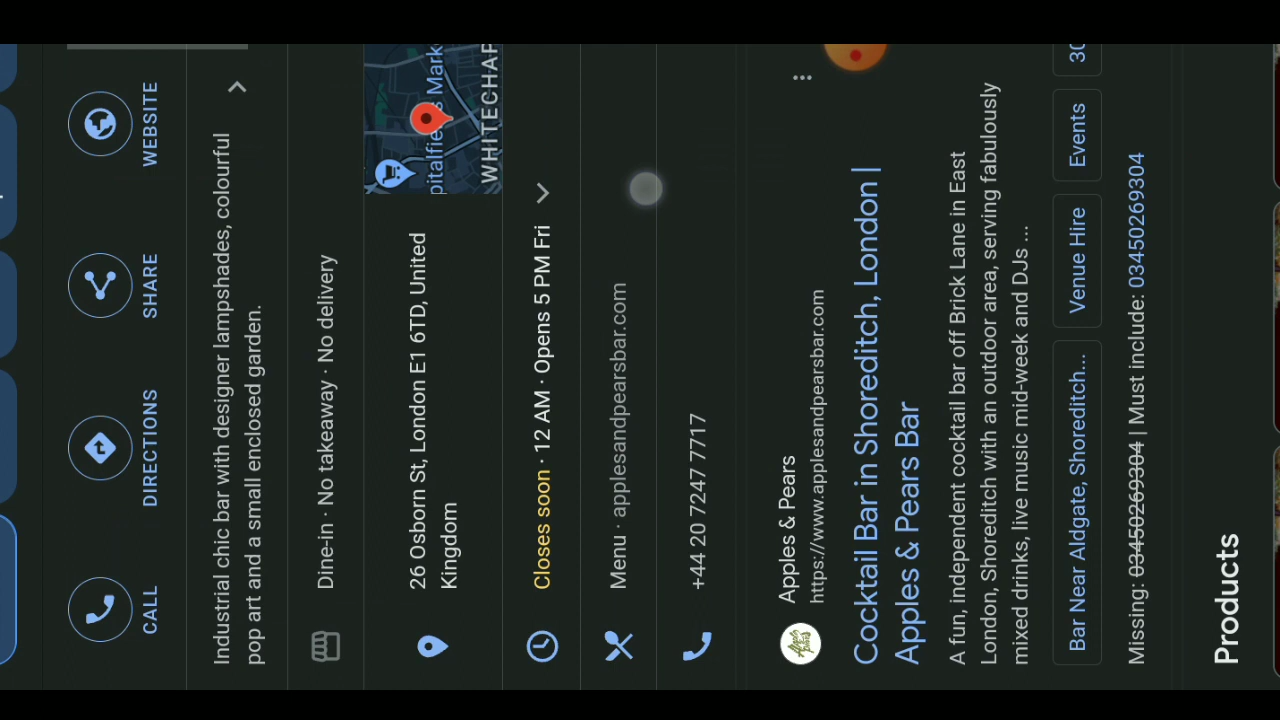 CALL
DIRECTIONS
SHARE
WEBSITE
Industrial chic bar with designer lampshades, colourful
pop art and a small enclosed garden.
Dine-in · No takeaway · No delivery
26 Osborn St, London E1 6TD, United
Kingdom
pitalfields Mark
WHITECHAP
Closes soon · 12 AM · Opens 5 PM Fri
Menu · applesandpearsbar.com
+44 20 7247 7717
Apples & Pears
https://www.applesandpearsbar.com
Cocktail Bar in Shoreditch, London |
Apples & Pears Bar
A fun, independent cocktail bar off Brick Lane in East
London, Shoreditch with an outdoor area, serving fabulously
mixed drinks, live music mid-week and DJs ...
Bar Near Aldgate, Shoreditch...
Venue Hire
Events
30
Missing: 03450269304 | Must include: 03450269304
Products